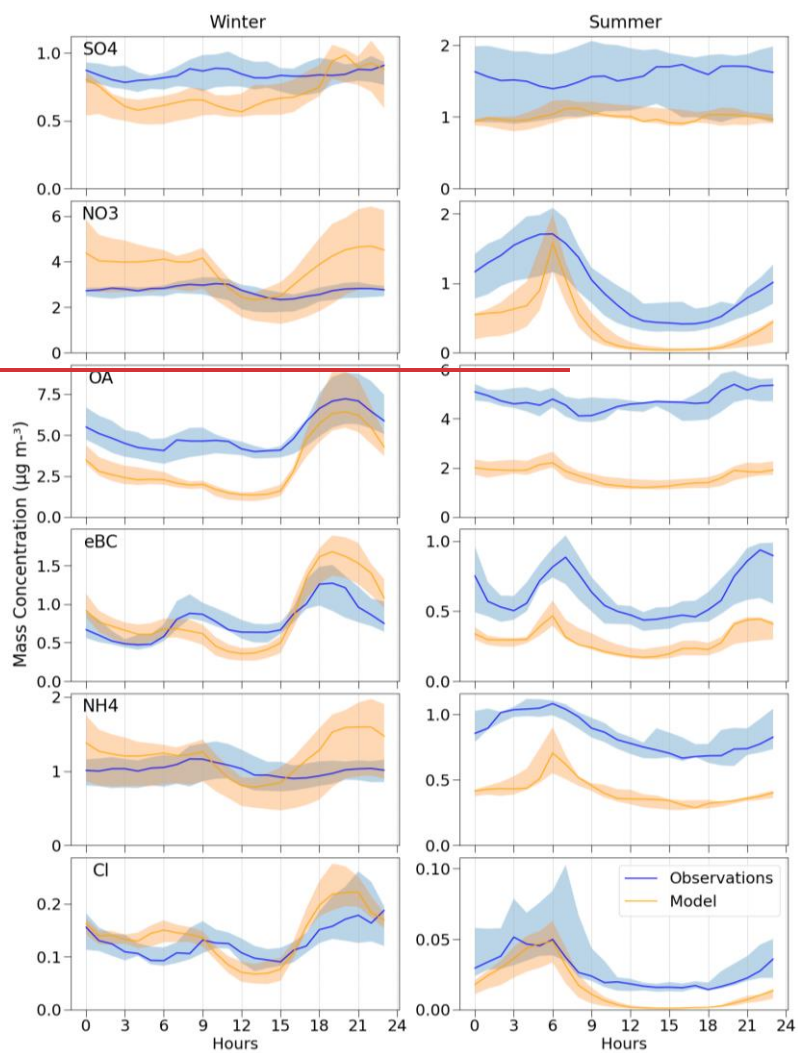 Winter
Summer
Mass Concentration (µg m-³)
SO4
1.0
0.5
0.0
2
1
0
NO3
6
4
2
0
2
1
0
OA
7.5
5.0
2.5
0.0
6
4
2
0
eBC
1.5
1.0
0.5
0.0
1.0
0.5
0.0
NH4
2
1
0
1.0
0.5
0.0
Cl
0.2
0.1
0.0
0.10
0.05
0.00
Observations
Model
0 3 6 9 12 15 18 21 24
0 3 6 9 12 15 18 21 24
Hours
Hours